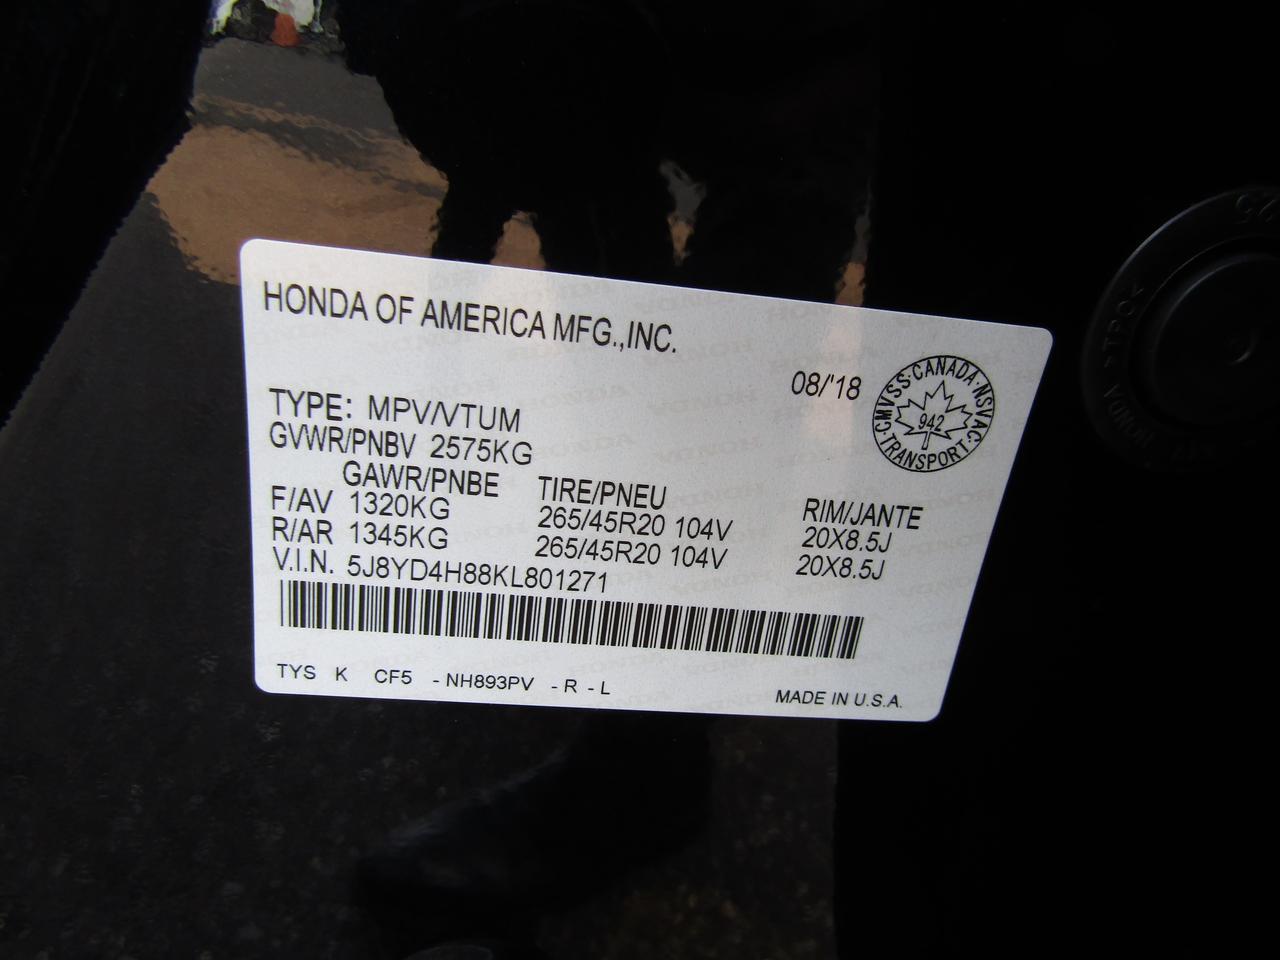 HONDA OF AMERICA MFG.,INC.
08/'18
CMVSS·CANADA·NSVAC·TRANSPORT·
942
TYPE: MPV/VTUM
GVWR/PNBV 2575KG
GAWR/PNBE TIRE/PNEU RIM/JANTE
F/AV 1320KG 265/45R20 104V 20X8.5J
R/AR 1345KG 265/45R20 104V 20X8.5J
V.I.N. 5J8YD4H88KL801271
TYS K CF5 - NH893PV - R - L
MADE IN U.S.A.
HONDA >TPO<